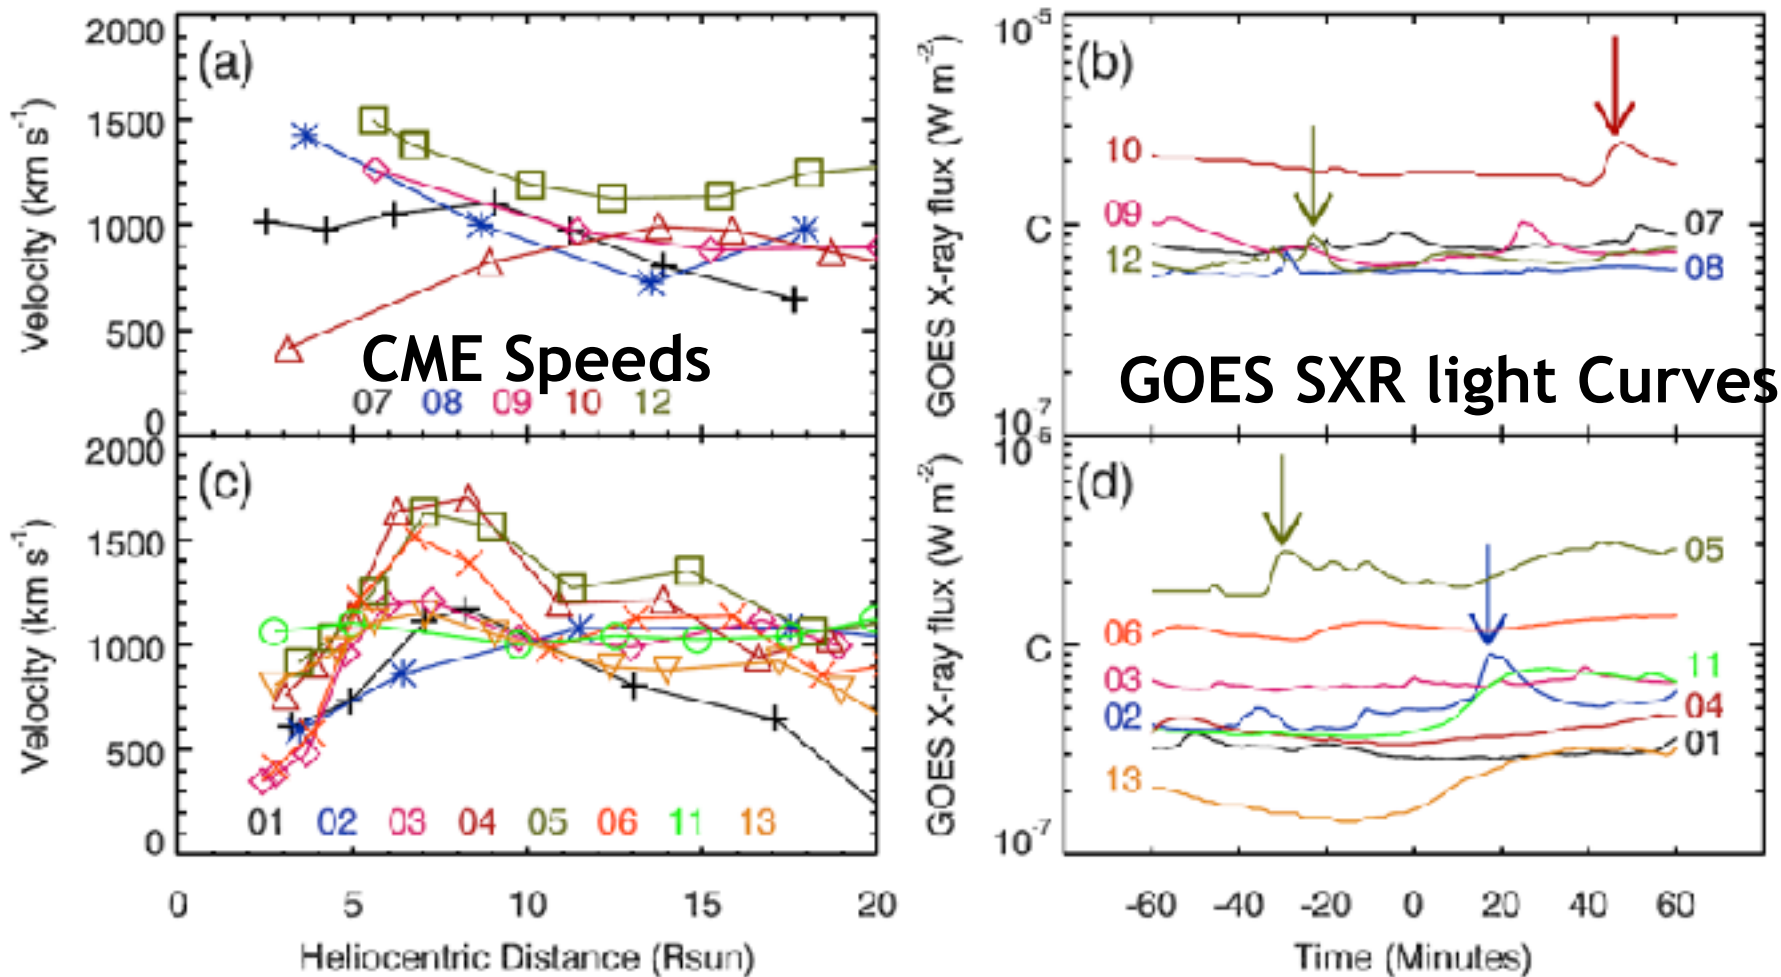 (a)
2000
1500
1000
500
0
Velocity (km s-1)
CME Speeds
07 08 09 10 12
(b)
10-5
C
10-7
GOES X-ray flux (W m-2)
10
09
12
07
08
GOES SXR light Curves
(c)
2000
1500
1000
500
0
Velocity (km s-1)
01 02 03 04 05 06 11 13
0 5 10 15 20
Heliocentric Distance (Rsun)
(d)
C
10-7
GOES X-ray flux (W m-2)
06
03
02
13
05
11
04
01
-60 -40 -20 0 20 40 60
Time (Minutes)